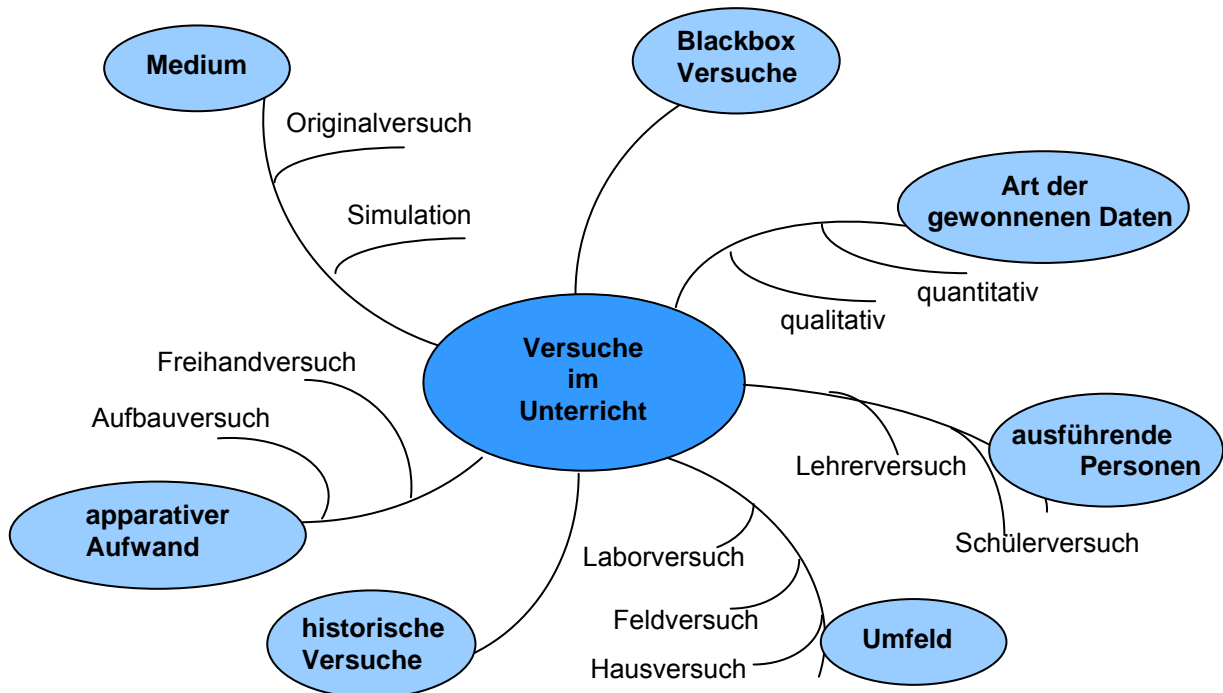 Medium
Blackbox
Versuche
Originalversuch
Simulation
Art der
gewonnenen Daten
quantitativ
qualitativ
Versuche
im
Unterricht
Freihandversuch
Aufbauversuch
apparativer
Aufwand
ausführende
Personen
Lehrerversuch
Schülerversuch
Laborversuch
Feldversuch
Hausversuch
Umfeld
historische
Versuche